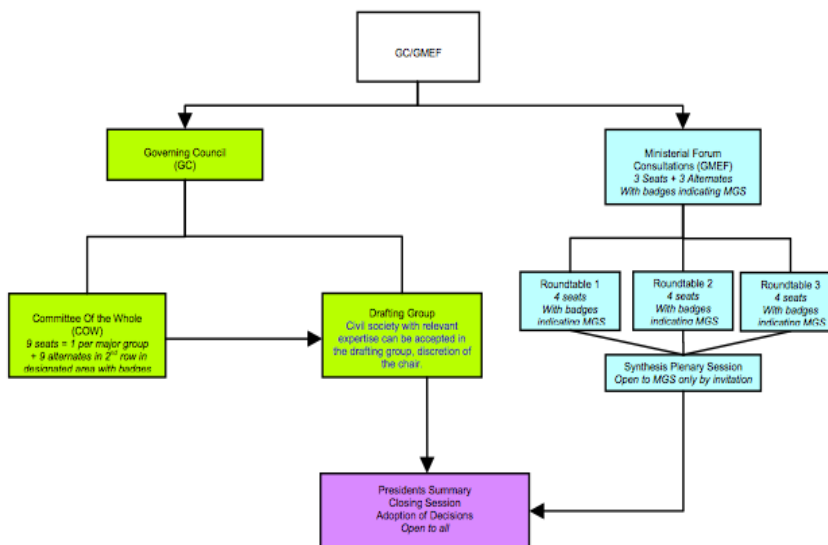 GC/GMEF
Governing Council
(GC)
Ministerial Forum
Consultations (GMEF)
3 Seats + 3 Alternates
With badges indicating MGS
Committee Of the Whole
(COW)
9 seats = 1 per major group
+ 9 alternates in 2nd row in
designated area with badges
Drafting Group
Civil society with relevant
expertise can be accepted in
the drafting group, discretion of
the chair.
Roundtable 1
4 seats
With badges
indicating MGS
Roundtable 2
4 seats
With badges
indicating MGS
Roundtable 3
4 seats
With badges
indicating MGS
Synthesis Plenary Session
Open to MGS only by invitation
Presidents Summary
Closing Session
Adoption of Decisions
Open to all